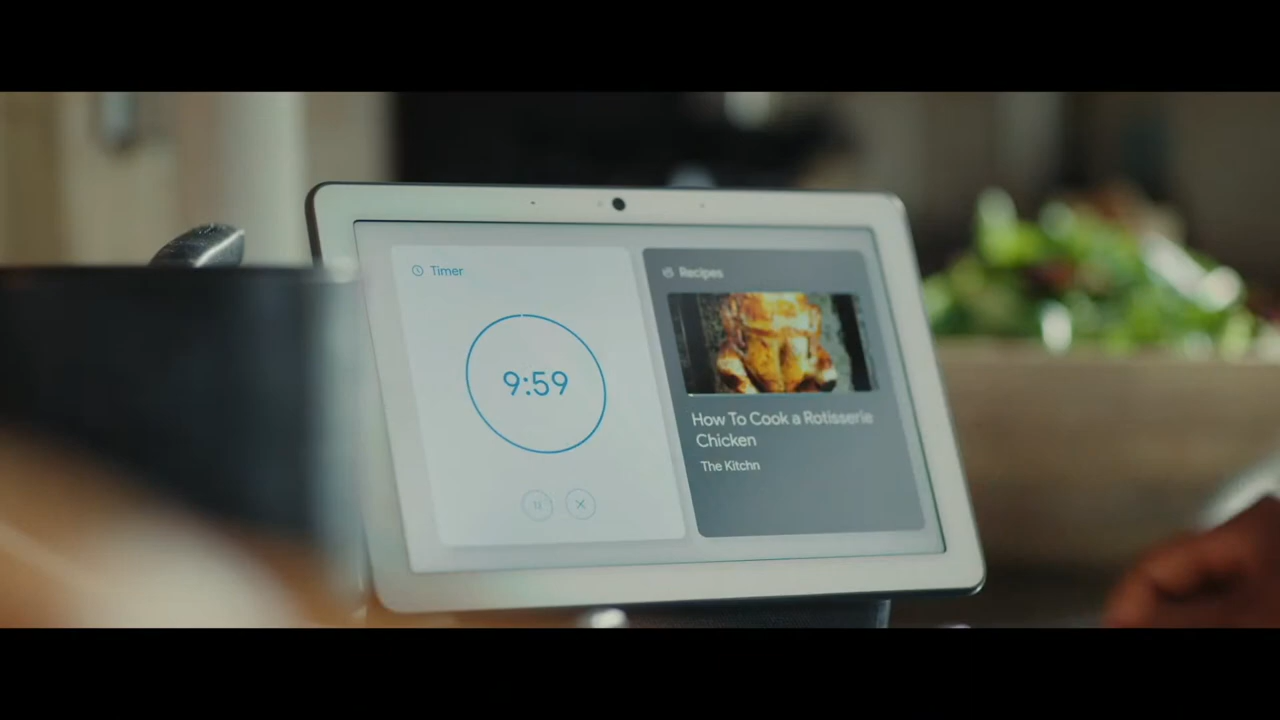 Timer
9:59
Recipes
How To Cook a Rotisserie
Chicken
The Kitchn